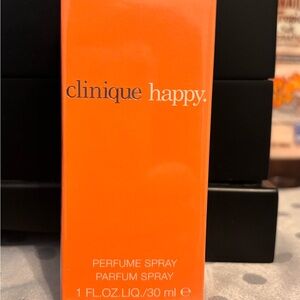 clinique happy.
PERFUME SPRAY
PARFUM SPRAY
1 FL.OZ.LIQ./30 ml ℮